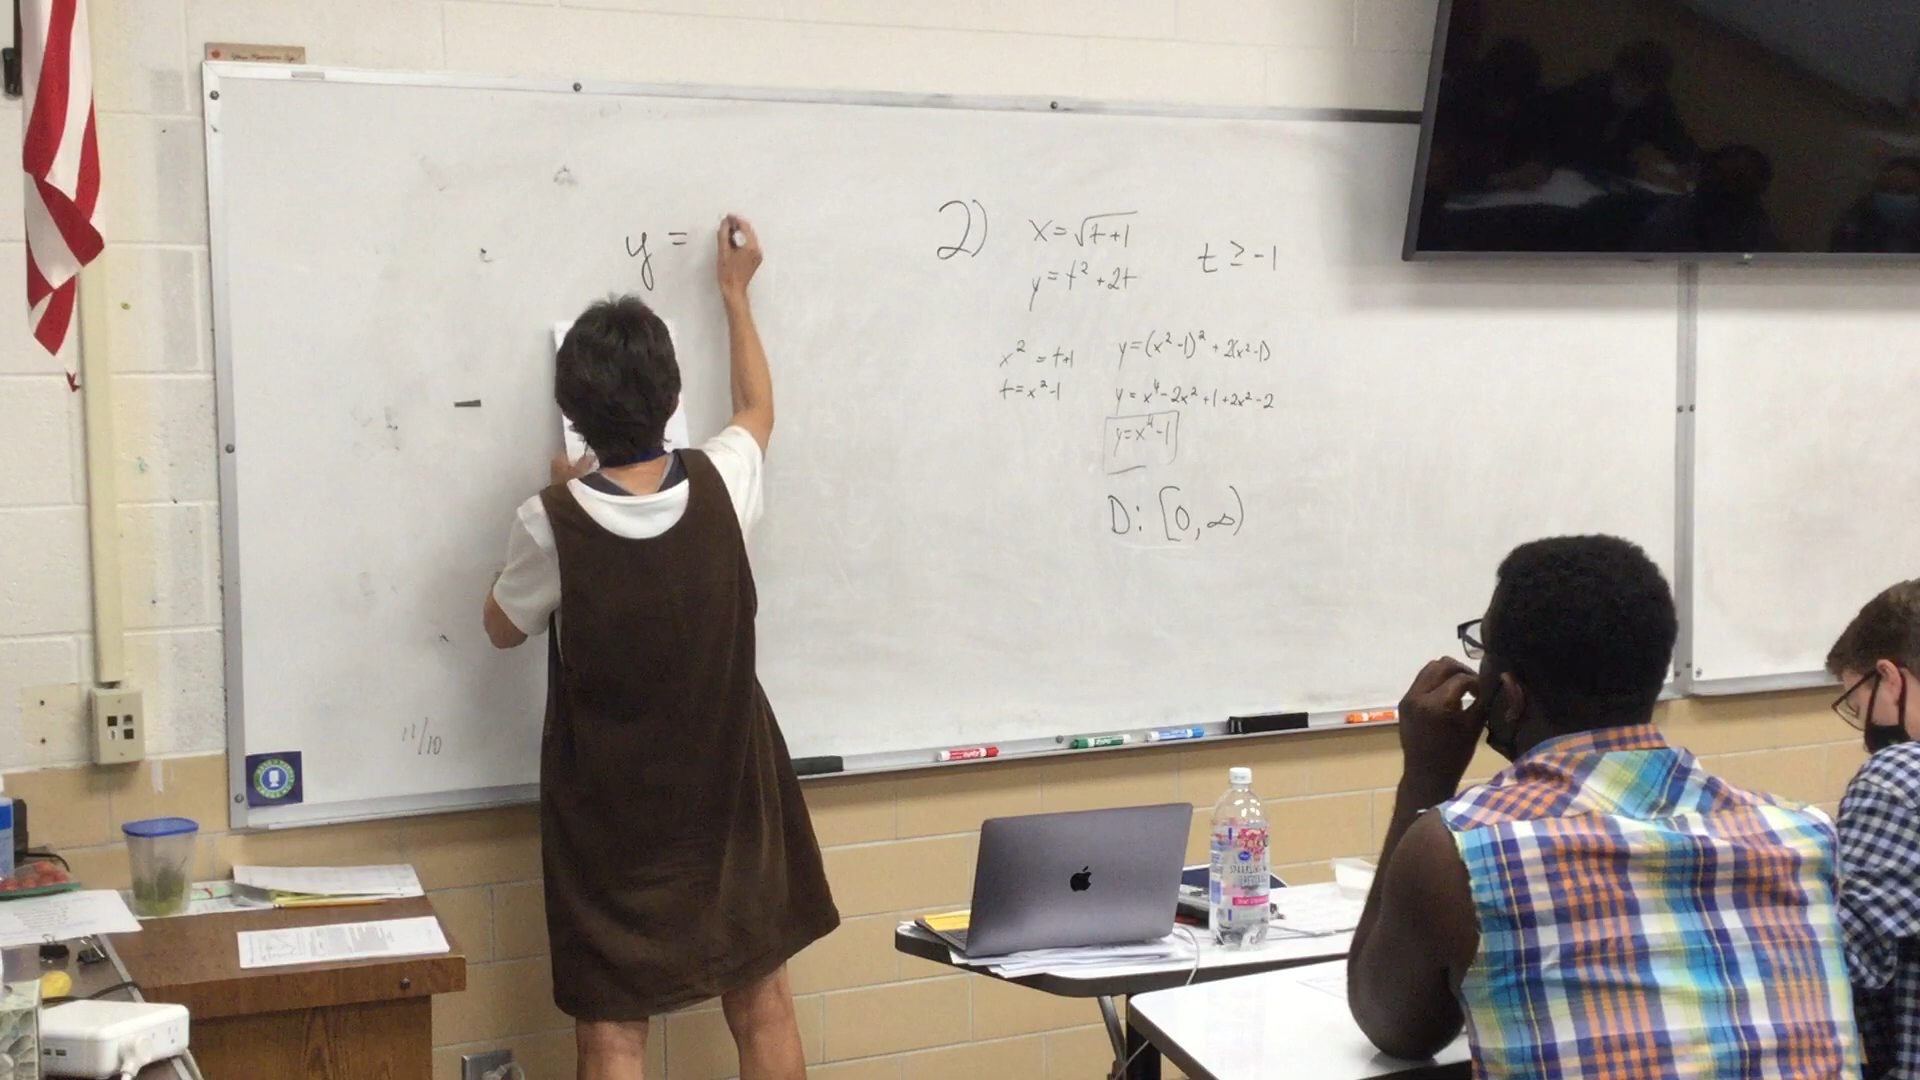 y =
2)
x = √t+1
y = t² + 2t
t ≥ -1
x² = t+1
t = x² - 1
y = (x² - 1)² + 2(x² - 1)
y = x⁴ - 2x² + 1 + 2x² - 2
y = x⁴ - 1
D: [0, ∞)
11/10